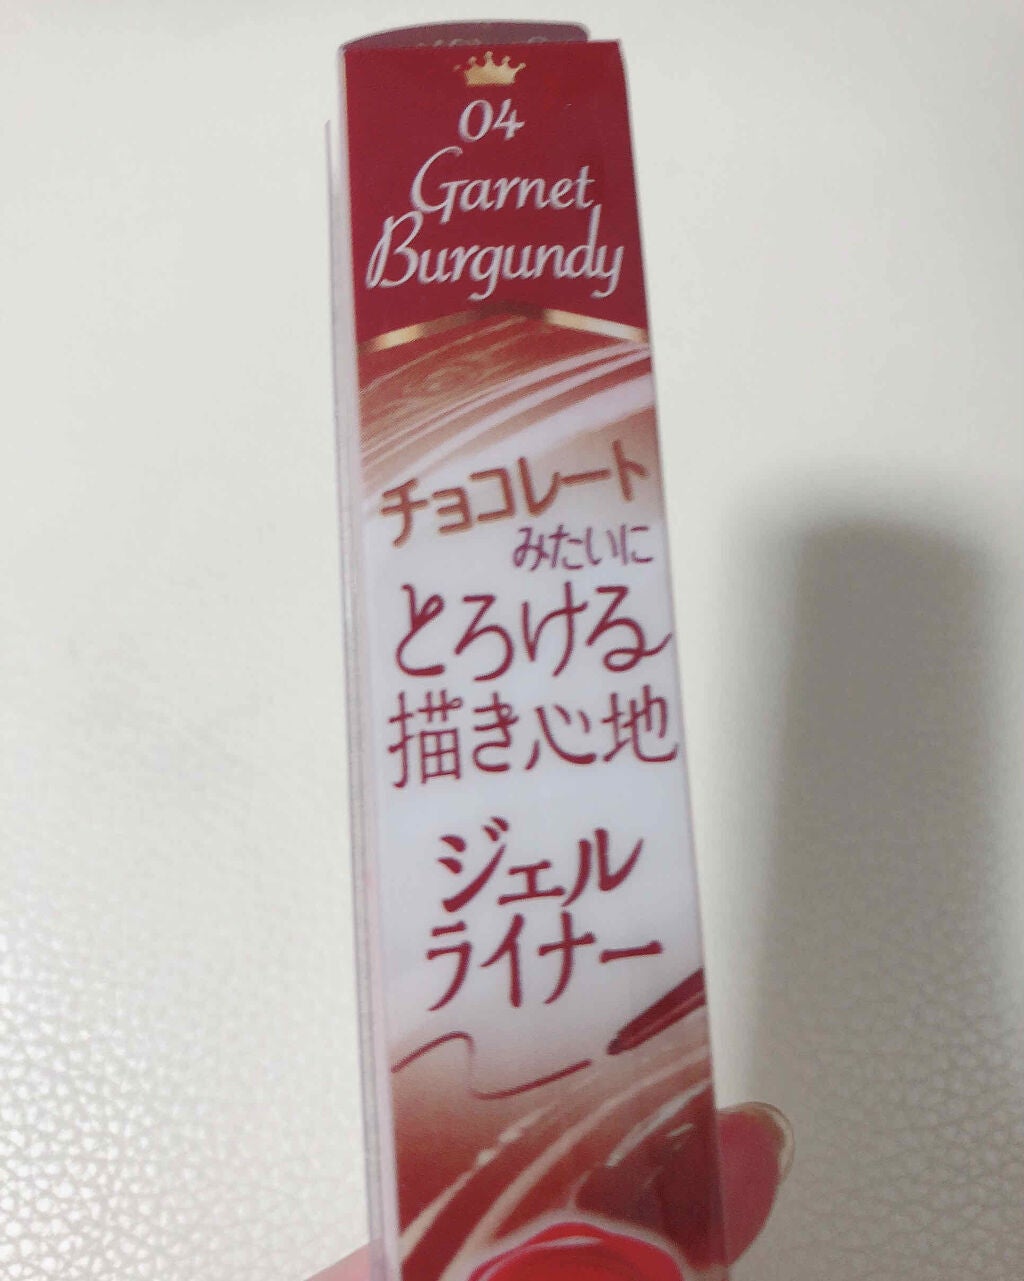 04
Garnet
Burgundy
チョコレート
みたいに
とろける
描き心地
ジェル
ライナー